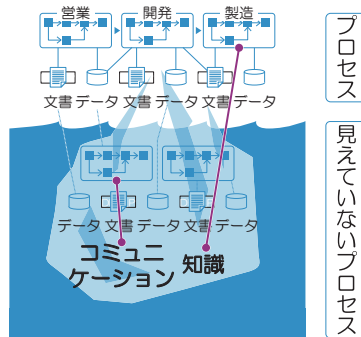 営業 開発 製造
プロセス
文書 データ 文書 データ 文書 データ
見えていないプロセス
データ 文書 データ 文書 データ
コミュニ
ケーション
知識